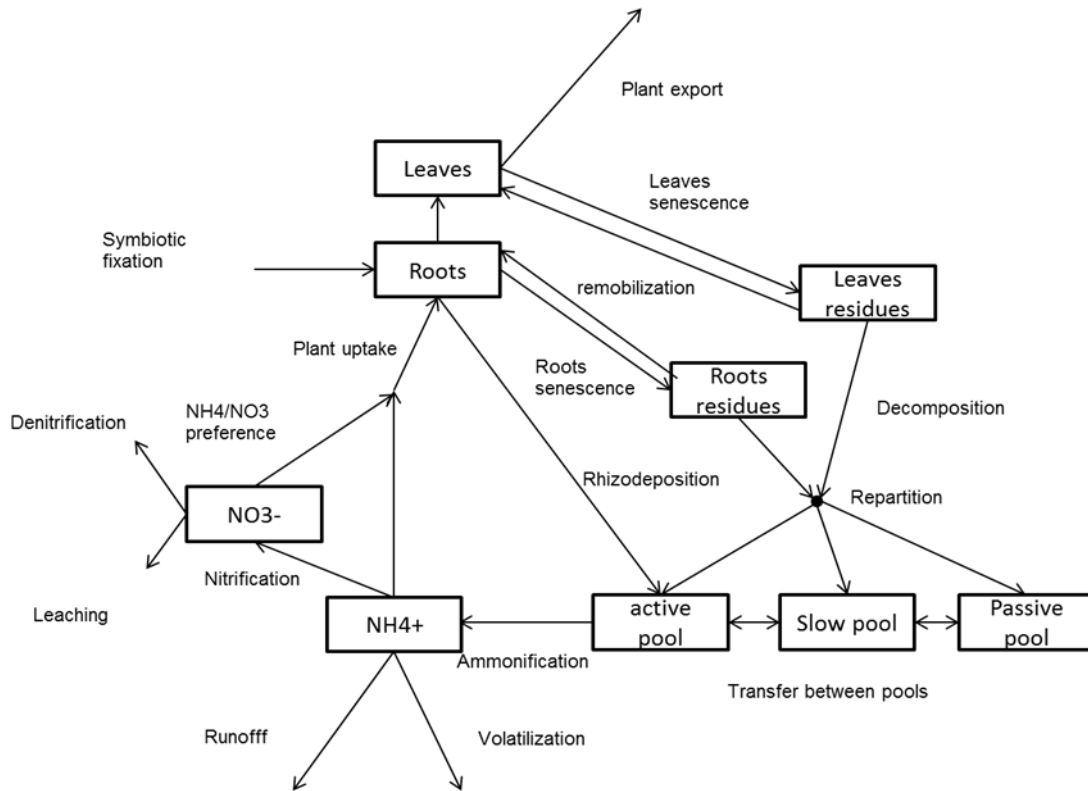 Plant export
Leaves
Leaves
senescence
Symbiotic
fixation
Roots
remobilization
Leaves
residues
Plant uptake
Roots
senescence
Roots
residues
Denitrification
NH4/NO3
preference
Decomposition
Rhizodeposition
Repartition
NO3-
Nitrification
Leaching
NH4+
active
pool
Slow pool
Passive
pool
Ammonification
Transfer between pools
Runofff
Volatilization